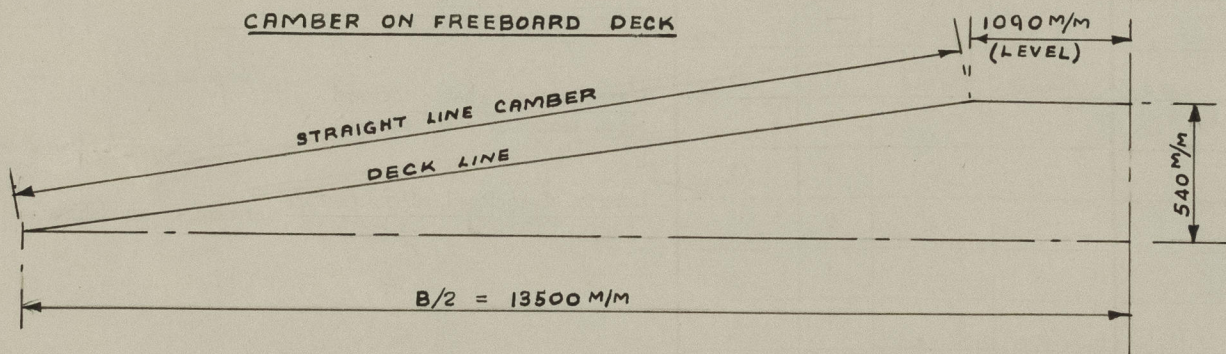 CAMBER ON FREEBOARD DECK
1090 M/M
(LEVEL)
STRAIGHT LINE CAMBER
DECK LINE
540 M/M
B/2 = 13500 M/M